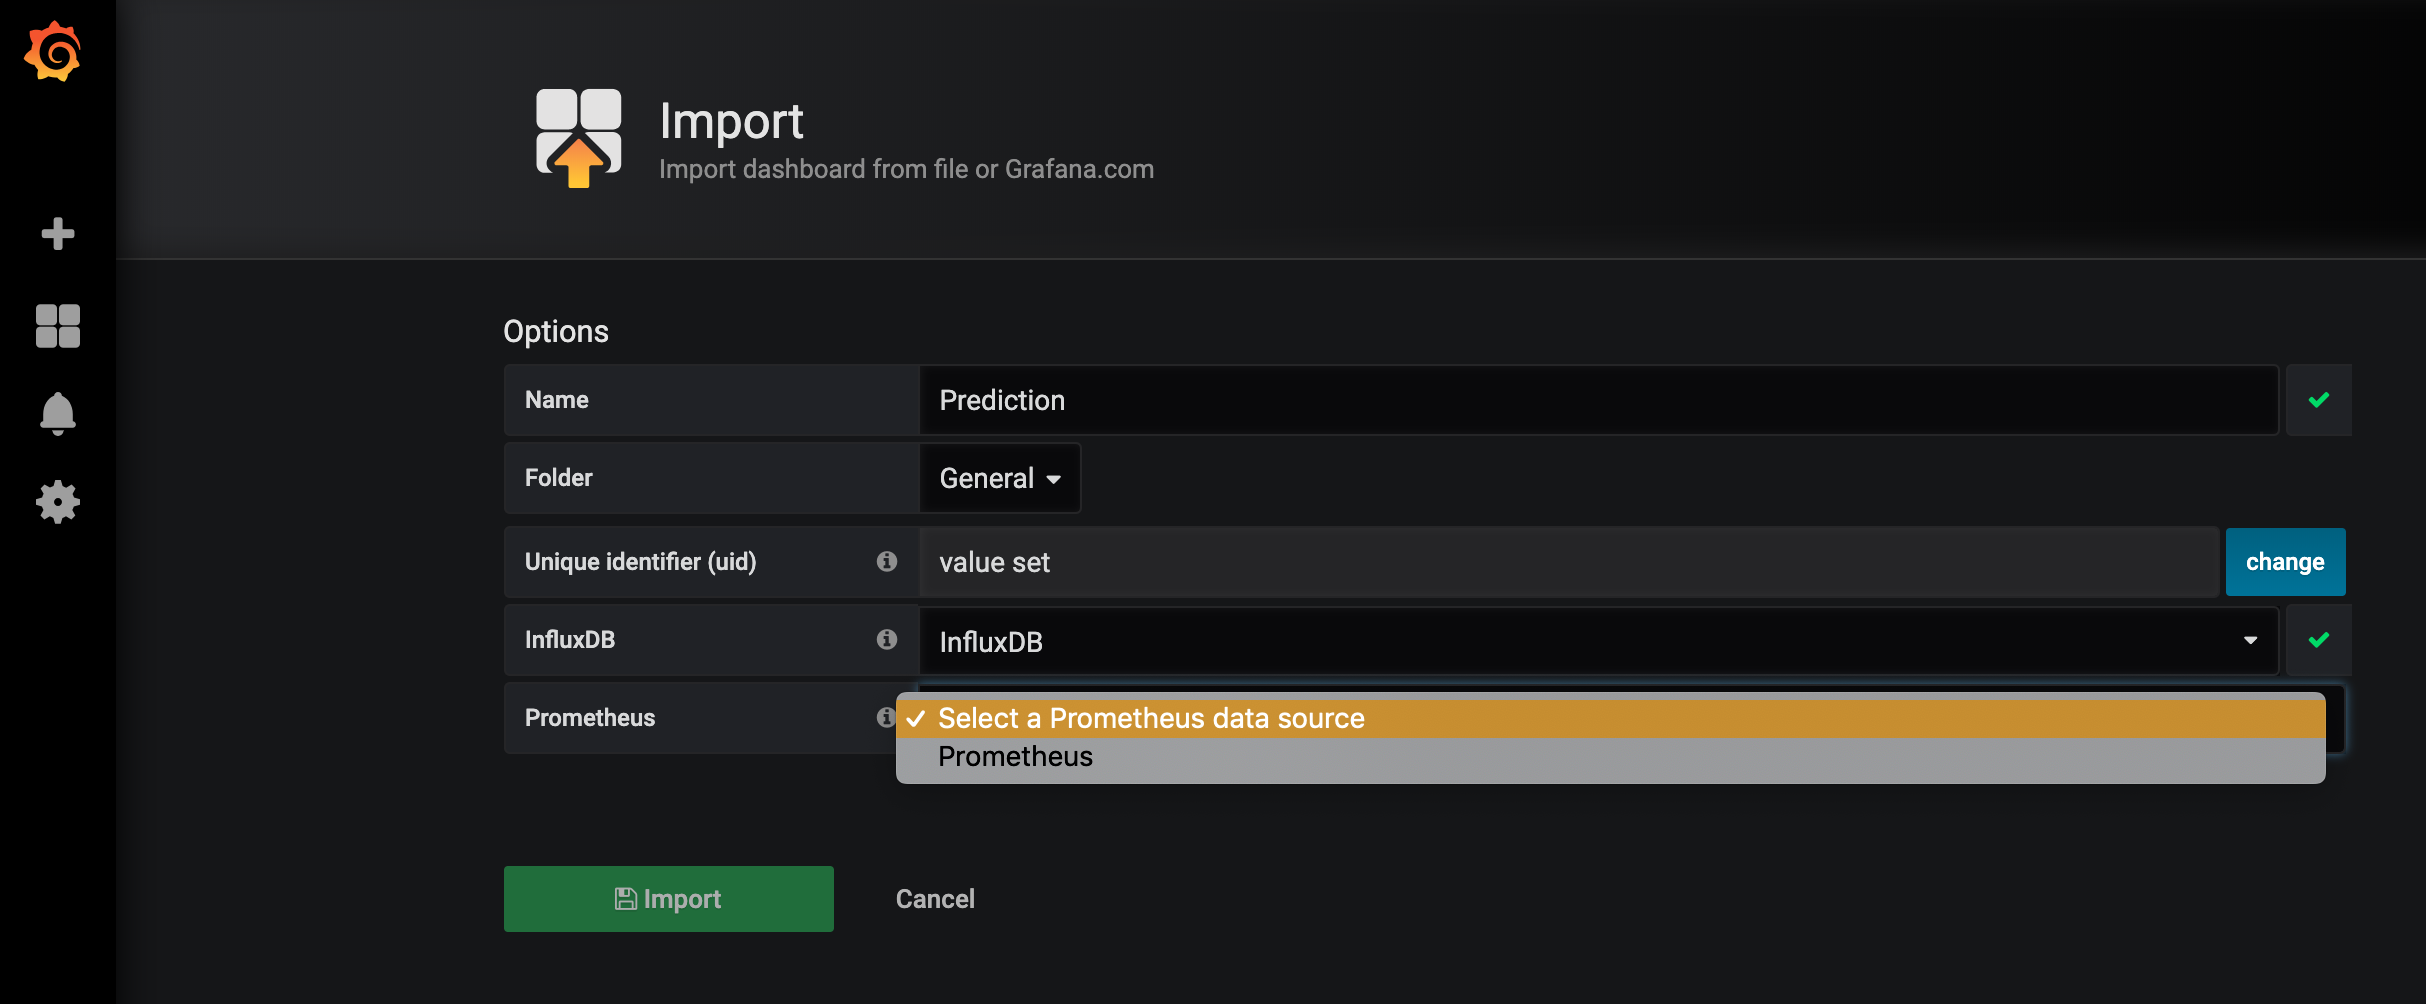 Import
Import dashboard from file or Grafana.com
Options
Name
Prediction
Folder
General
Unique identifier (uid)
value set
change
InfluxDB
InfluxDB
Prometheus
Select a Prometheus data source
Prometheus
Import
Cancel